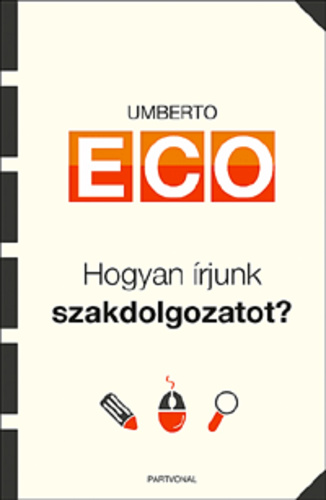 UMBERTO
ECO
Hogyan írjunk
szakdolgozatot?
PARTVONAL